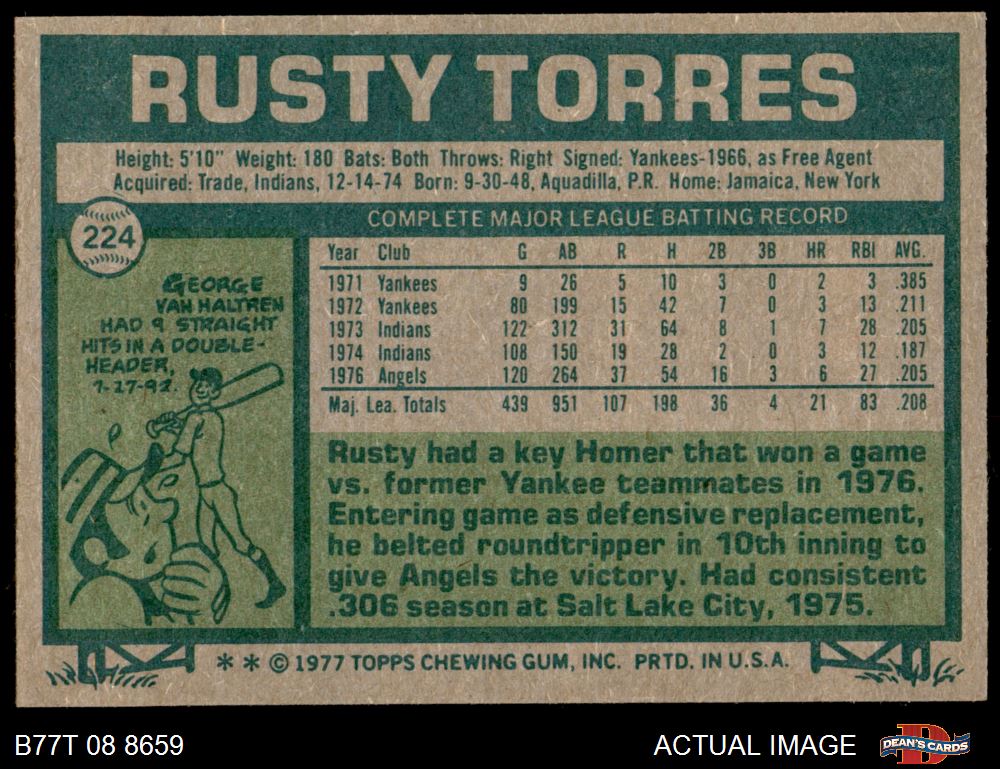 RUSTY TORRES
Height: 5'10" Weight: 180 Bats: Both Throws: Right Signed: Yankees-1966, as Free Agent
Acquired: Trade, Indians, 12-14-74 Born: 9-30-48, Aquadilla, P.R. Home: Jamaica, New York
224
COMPLETE MAJOR LEAGUE BATTING RECORD
Year Club G AB R H 2B 3B HR RBI AVG.
1971 Yankees 9 26 5 10 3 0 2 3 .385
1972 Yankees 80 199 15 42 7 0 3 13 .211
1973 Indians 122 312 31 64 8 1 7 28 .205
1974 Indians 108 150 19 28 2 0 3 12 .187
1976 Angels 120 264 37 54 16 3 6 27 .205
Maj. Lea. Totals 439 951 107 198 36 4 21 83 .208
GEORGE
VAN HALTREN
HAD 9 STRAIGHT
HITS IN A DOUBLE-
HEADER,
7-27-92.
Rusty had a key Homer that won a game
vs. former Yankee teammates in 1976.
Entering game as defensive replacement,
he belted roundtripper in 10th inning to
give Angels the victory. Had consistent
.306 season at Salt Lake City, 1975.
* * © 1977 TOPPS CHEWING GUM, INC. PRTD. IN U.S.A.
B77T 08 8659
ACTUAL IMAGE
DEAN'S CARDS